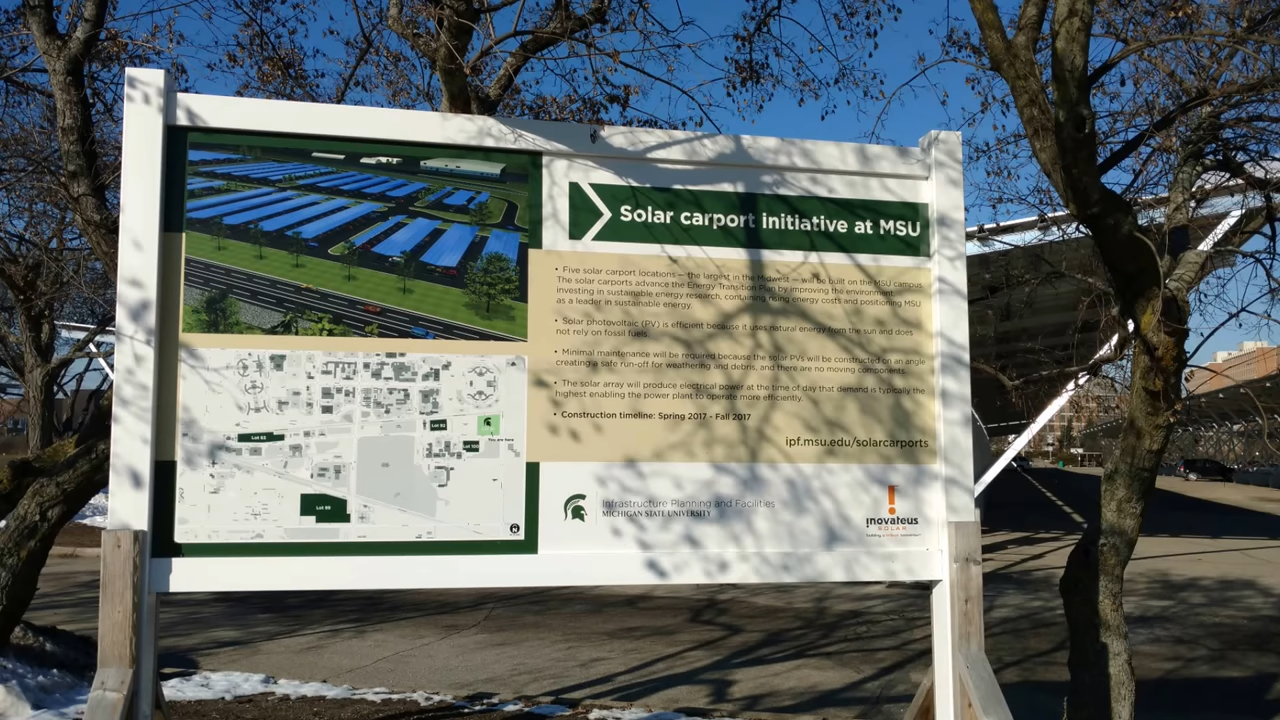 Solar carport initiative at MSU
• Five solar carport locations — the largest in the Midwest — will be built on the MSU campus.
The solar carports advance the Energy Transition Plan by improving the environment,
investing in sustainable energy research, containing rising energy costs and positioning MSU
as a leader in sustainable energy.
• Solar photovoltaic (PV) is efficient because it uses natural energy from the sun and does
not rely on fossil fuels.
• Minimal maintenance will be required because the solar PVs will be constructed on an angle
creating a safe run-off for weathering and debris, and there are no moving components.
• The solar array will produce electrical power at the time of day that demand is typically the
highest enabling the power plant to operate more efficiently.
• Construction timeline: Spring 2017 - Fall 2017
ipf.msu.edu/solarcarports
Lot 92
You are here
Lot 83
Lot 100
Lot 89
N
Infrastructure Planning and Facilities
MICHIGAN STATE UNIVERSITY
inovateus
SOLAR